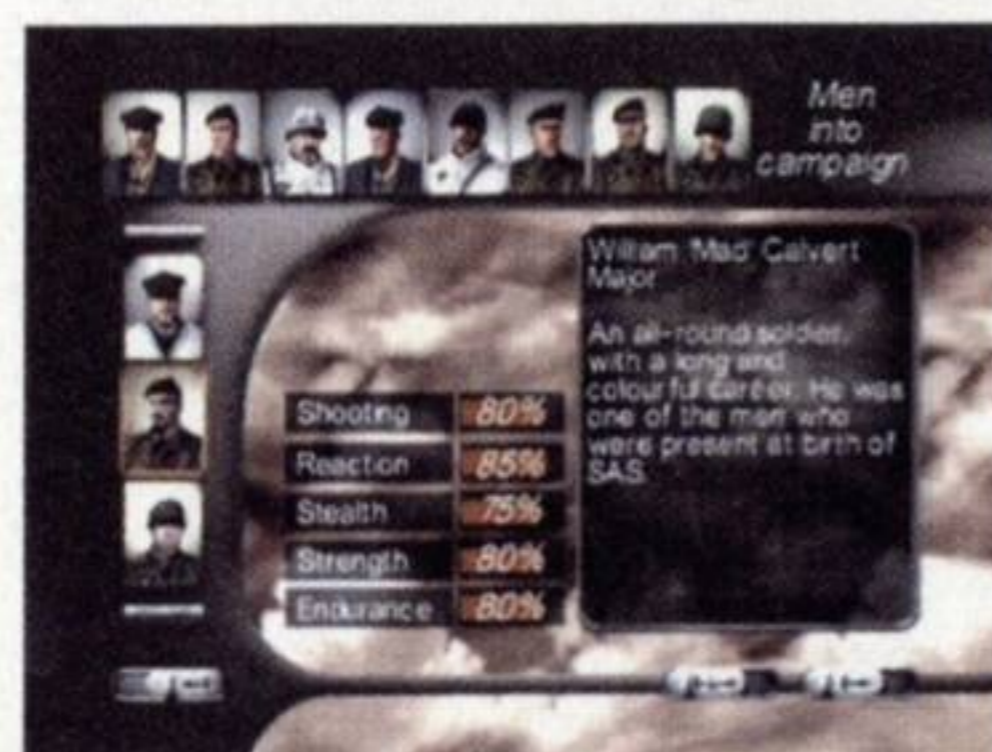 Men
into
campaign
William 'Mad' Calvert
Major
An all-round soldier,
with a long and
colourful career. He was
one of the men who
were present at birth of
SAS.
Shooting 80%
Reaction 85%
Stealth 75%
Strength 80%
Endurance 80%